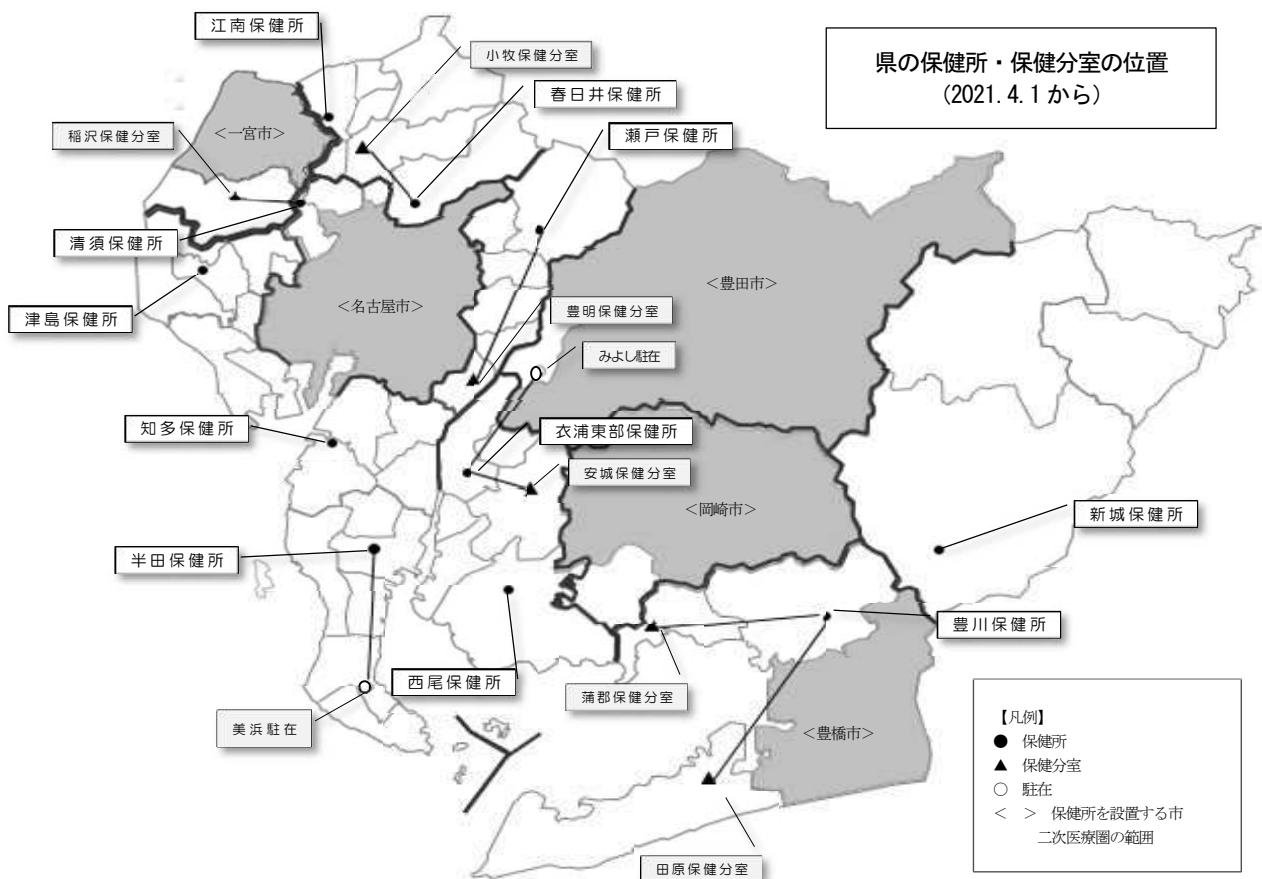 県の保健所・保健分室の位置
(2021.4.1から)
江南保健所
小牧保健分室
春日井保健所
瀬戸保健所
<一宮市>
稲沢保健分室
清須保健所
津島保健所
<名古屋市>
<豊田市>
豊明保健分室
みよし駐在
知多保健所
衣浦東部保健所
安城保健分室
<岡崎市>
新城保健所
半田保健所
豊川保健所
西尾保健所
蒲郡保健分室
美浜駐在
<豊橋市>
田原保健分室
【凡例】
● 保健所
▲ 保健分室
○ 駐在
< > 保健所を設置する市
二次医療圏の範囲